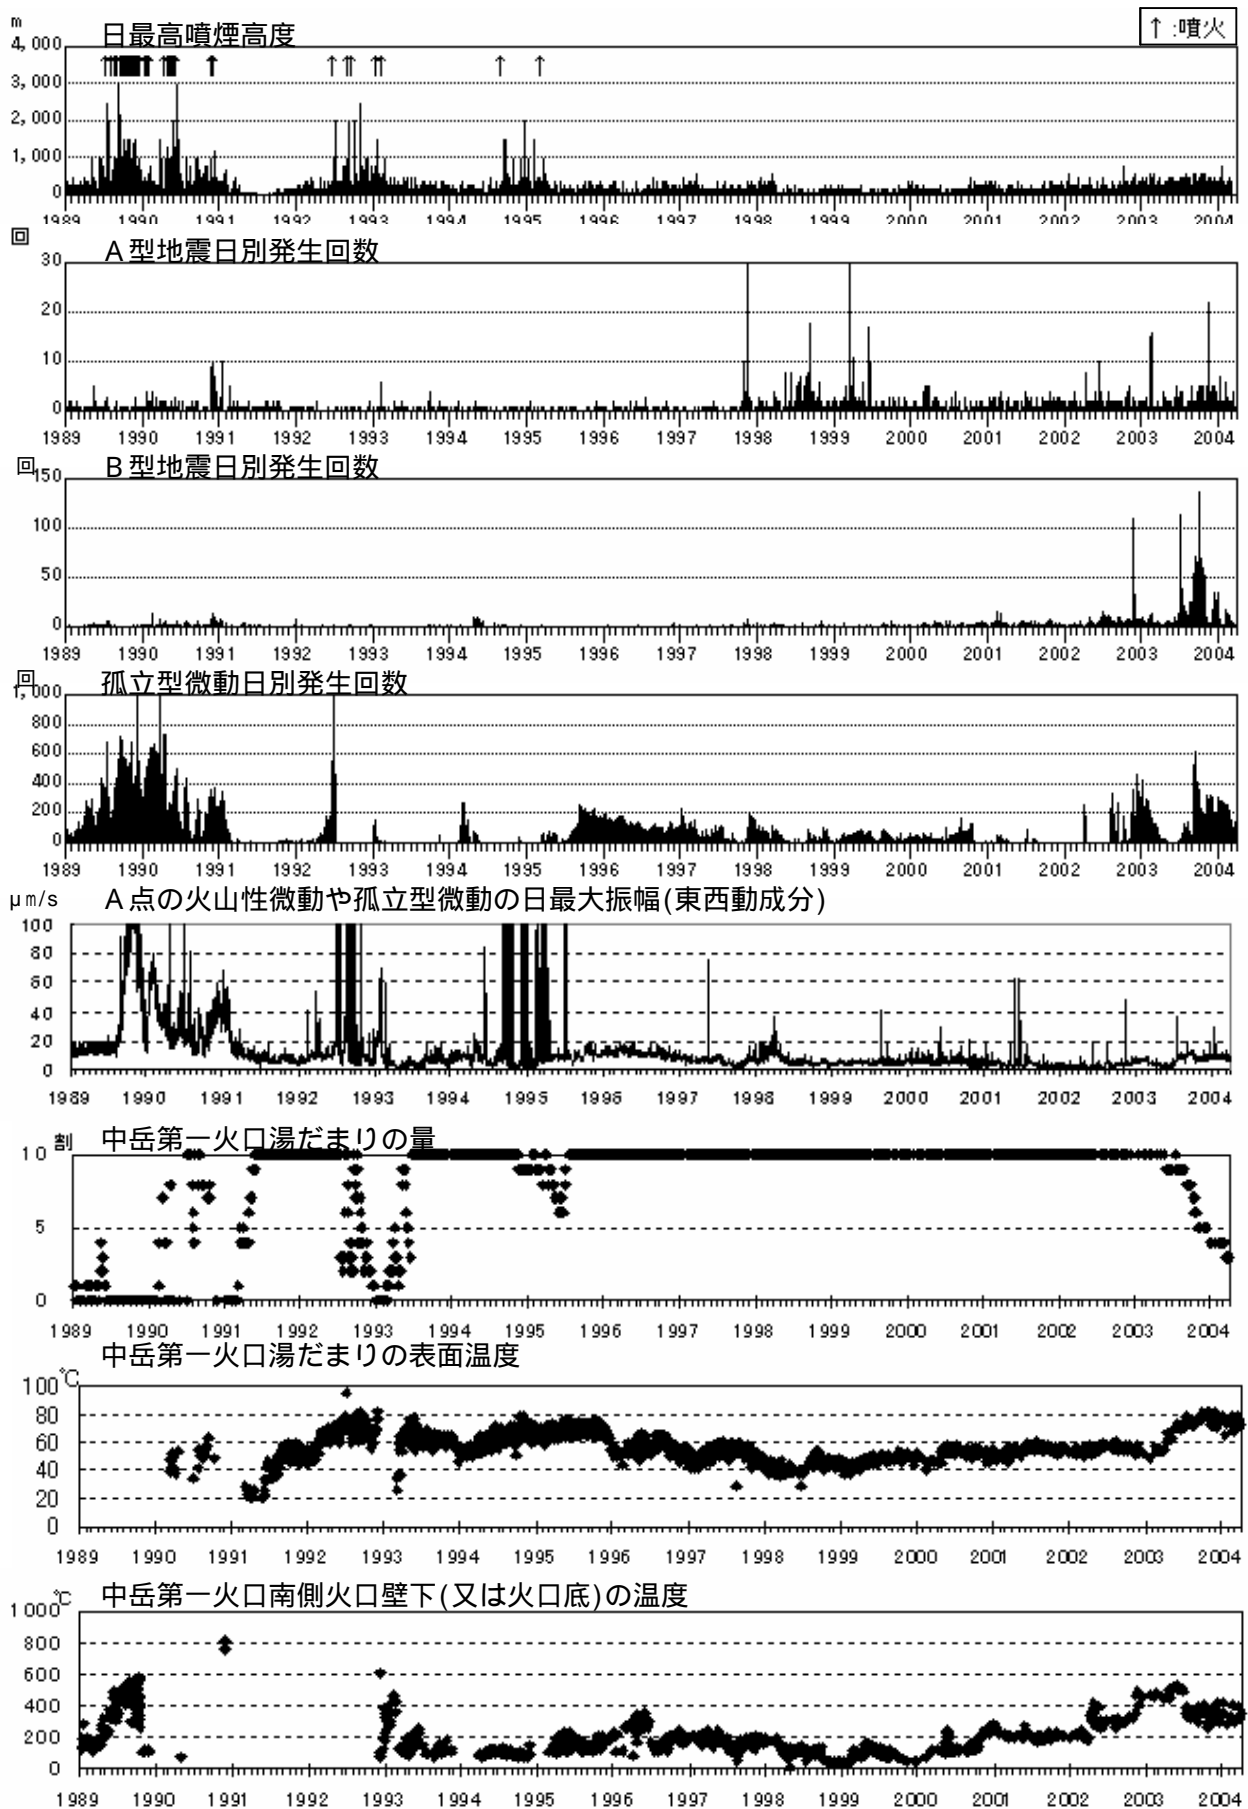 m
日最高噴煙高度
↑:噴火
4,000
3,000
2,000
1,000
0
1989 1990 1991 1992 1993 1994 1995 1996 1997 1998 1999 2000 2001 2002 2003 2004
回
A型地震日別発生回数
30
20
10
0
1989 1990 1991 1992 1993 1994 1995 1996 1997 1998 1999 2000 2001 2002 2003 2004
回
B型地震日別発生回数
150
100
50
0
1989 1990 1991 1992 1993 1994 1995 1996 1997 1998 1999 2000 2001 2002 2003 2004
回
孤立型微動日別発生回数
1,000
800
600
400
200
0
1989 1990 1991 1992 1993 1994 1995 1996 1997 1998 1999 2000 2001 2002 2003 2004
μm/s
A点の火山性微動や孤立型微動の日最大振幅(東西動成分)
100
80
60
40
20
0
1989 1990 1991 1992 1993 1994 1995 1996 1997 1998 1999 2000 2001 2002 2003 2004
割
中岳第一火口湯だまりの量
10
5
0
1989 1990 1991 1992 1993 1994 1995 1996 1997 1998 1999 2000 2001 2002 2003 2004
中岳第一火口湯だまりの表面温度
℃
100
80
60
40
20
0
1989 1990 1991 1992 1993 1994 1995 1996 1997 1998 1999 2000 2001 2002 2003 2004
℃
中岳第一火口南側火口壁下(又は火口底)の温度
1000
800
600
400
200
0
1989 1990 1991 1992 1993 1994 1995 1996 1997 1998 1999 2000 2001 2002 2003 2004